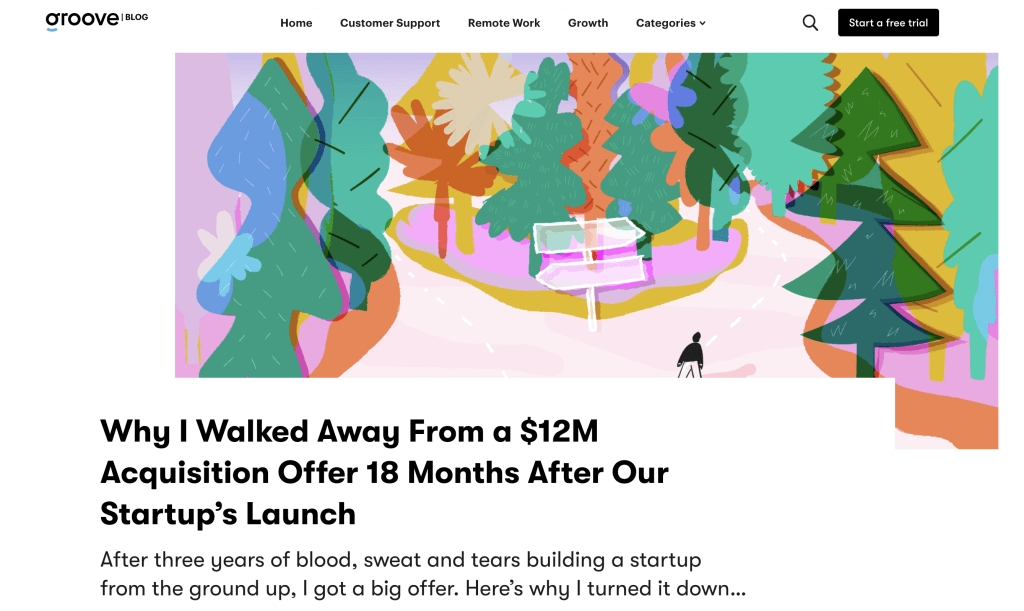 groove | BLOG
Home Customer Support Remote Work Growth Categories
Start a free trial
Why I Walked Away From a $12M
Acquisition Offer 18 Months After Our
Startup’s Launch
After three years of blood, sweat and tears building a startup
from the ground up, I got a big offer. Here’s why I turned it down...